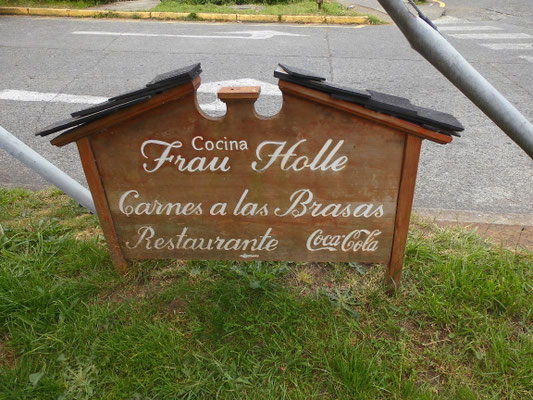 Cocina
Frau Holle
Carnes a las Brasas
Restaurante Coca-Cola